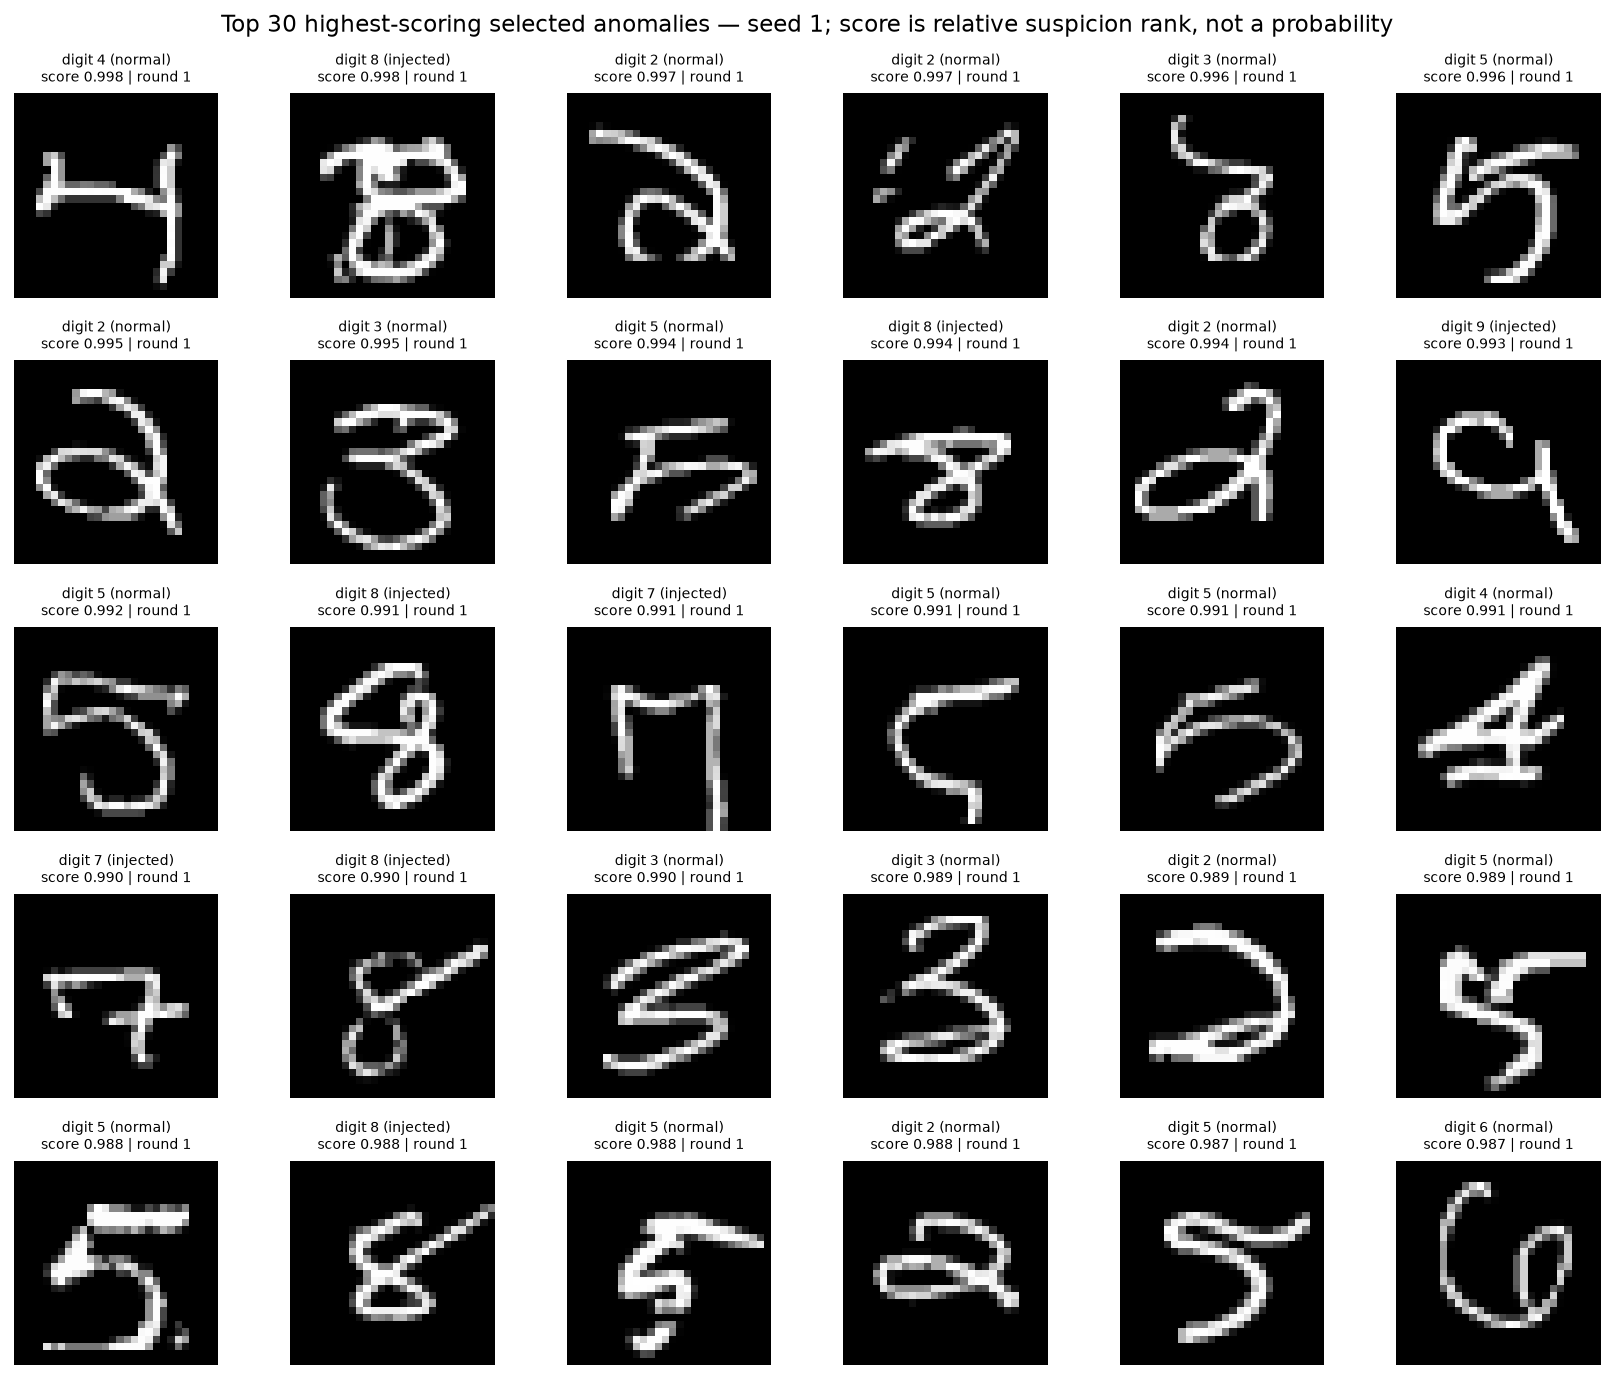 Top 30 highest-scoring selected anomalies — seed 1; score is relative suspicion rank, not a probability
digit 4 (normal)
score 0.998 | round 1
digit 8 (injected)
score 0.998 | round 1
digit 2 (normal)
score 0.997 | round 1
digit 2 (normal)
score 0.997 | round 1
digit 3 (normal)
score 0.996 | round 1
digit 5 (normal)
score 0.996 | round 1
digit 2 (normal)
score 0.995 | round 1
digit 3 (normal)
score 0.995 | round 1
digit 5 (normal)
score 0.994 | round 1
digit 8 (injected)
score 0.994 | round 1
digit 2 (normal)
score 0.994 | round 1
digit 9 (injected)
score 0.993 | round 1
digit 5 (normal)
score 0.992 | round 1
digit 8 (injected)
score 0.991 | round 1
digit 7 (injected)
score 0.991 | round 1
digit 5 (normal)
score 0.991 | round 1
digit 5 (normal)
score 0.991 | round 1
digit 4 (normal)
score 0.991 | round 1
digit 7 (injected)
score 0.990 | round 1
digit 8 (injected)
score 0.990 | round 1
digit 3 (normal)
score 0.990 | round 1
digit 3 (normal)
score 0.989 | round 1
digit 2 (normal)
score 0.989 | round 1
digit 5 (normal)
score 0.989 | round 1
digit 5 (normal)
score 0.988 | round 1
digit 8 (injected)
score 0.988 | round 1
digit 5 (normal)
score 0.988 | round 1
digit 2 (normal)
score 0.988 | round 1
digit 5 (normal)
score 0.987 | round 1
digit 6 (normal)
score 0.987 | round 1